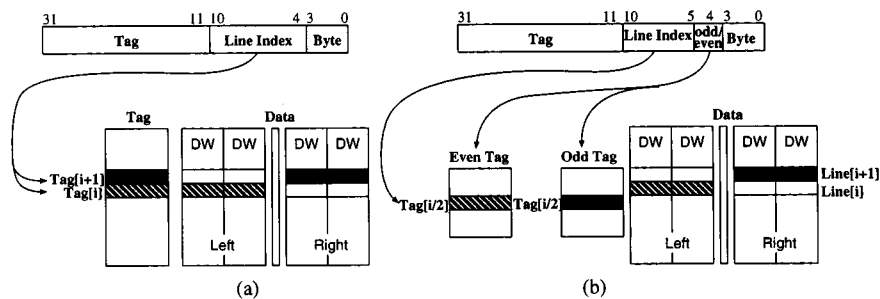 31 11 10 4 3 0
Tag Line Index Byte
Tag Data
DW DW DW DW
Tag[i+1]
Tag[i]
Left Right
(a)
31 11 10 5 4 3 0
Tag Line Index odd/ even Byte
Data
Even Tag Odd Tag DW DW DW DW
Line[i+1]
Tag[i/2] Tag[i/2] Line[i]
Left Right
(b)